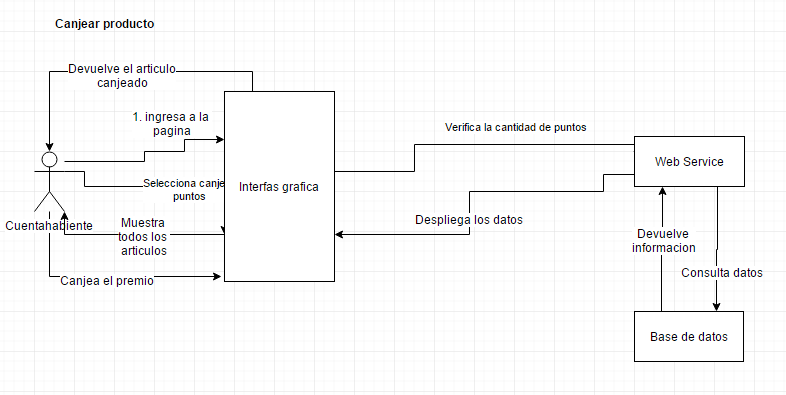 Canjear producto
Devuelve el articulo
canjeado
1. ingresa a la
pagina
Selecciona canje
puntos
Interfas grafica
Cuentahabiente
Muestra
todos los
articulos
Canjea el premio
Verifica la cantidad de puntos
Web Service
Despliega los datos
Devuelve
informacion
Consulta datos
Base de datos